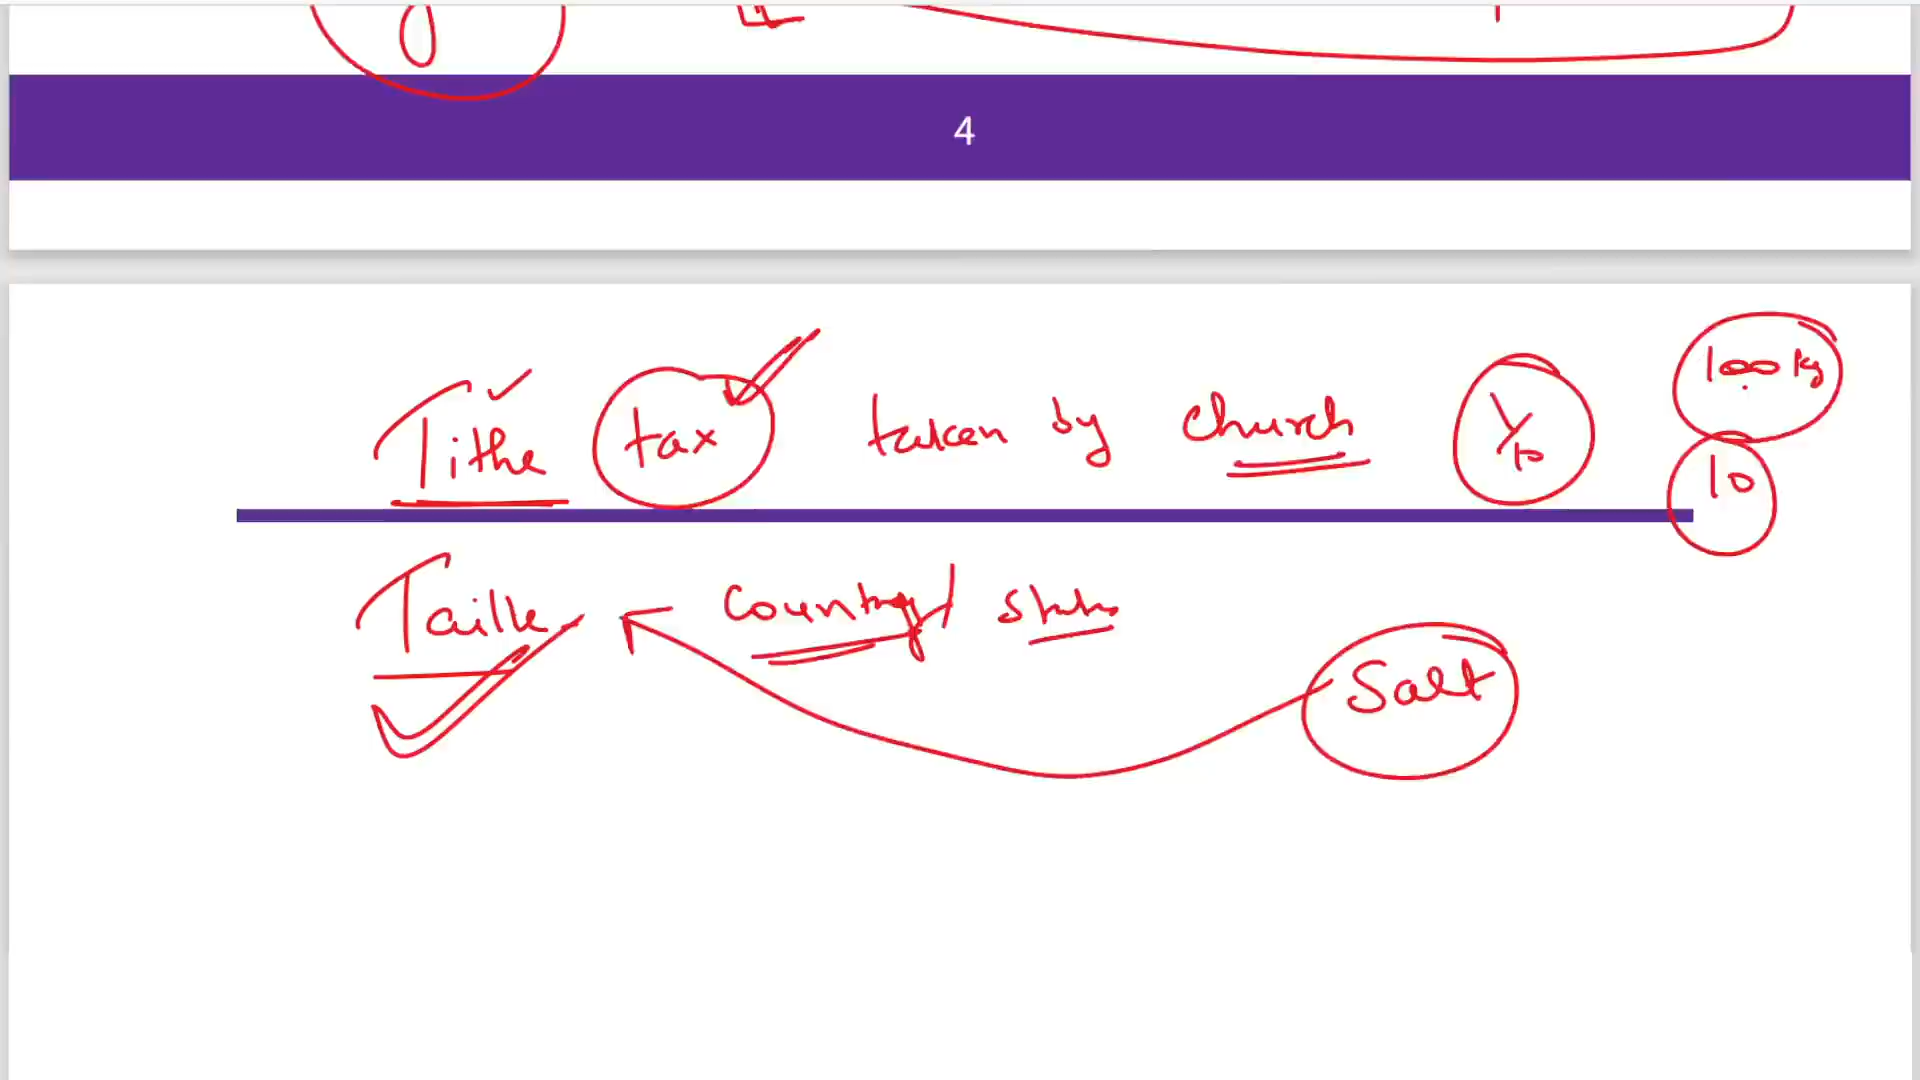 4
Tithe tax taken by church 1/10 100 kg
10
Taille country/ state
Salt